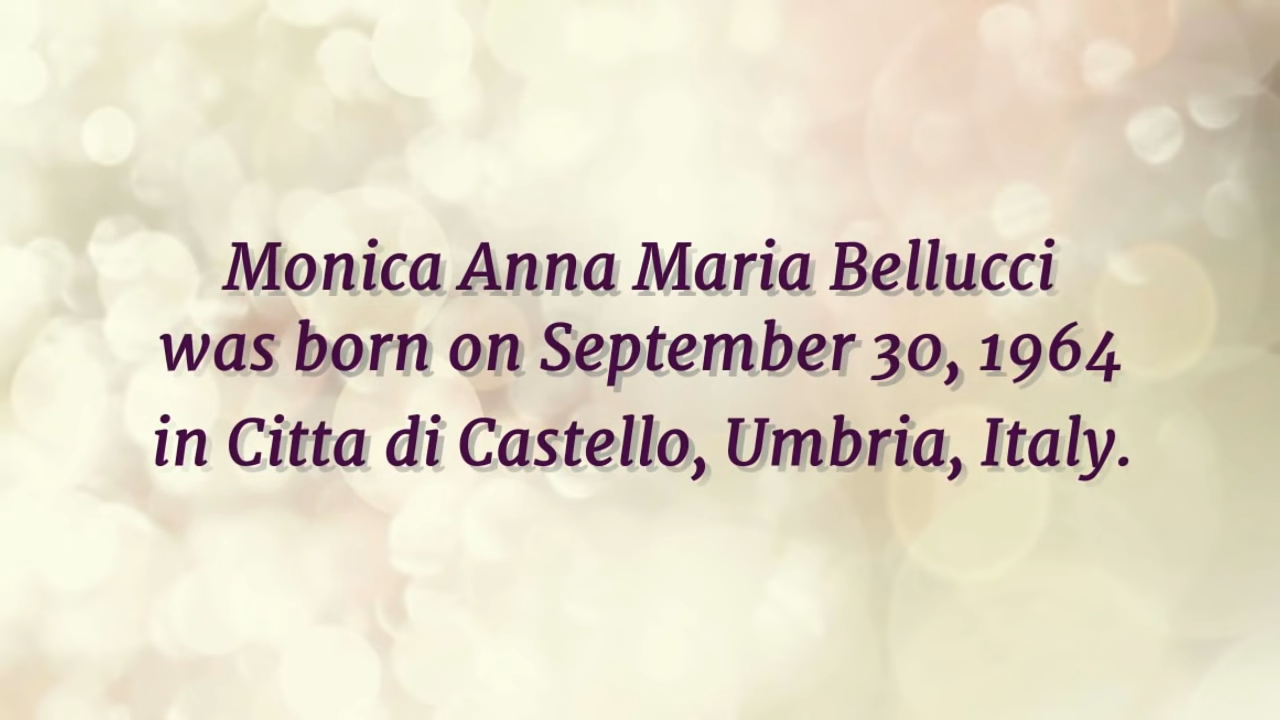 Monica Anna Maria Bellucci
was born on September 30, 1964
in Citta di Castello, Umbria, Italy.